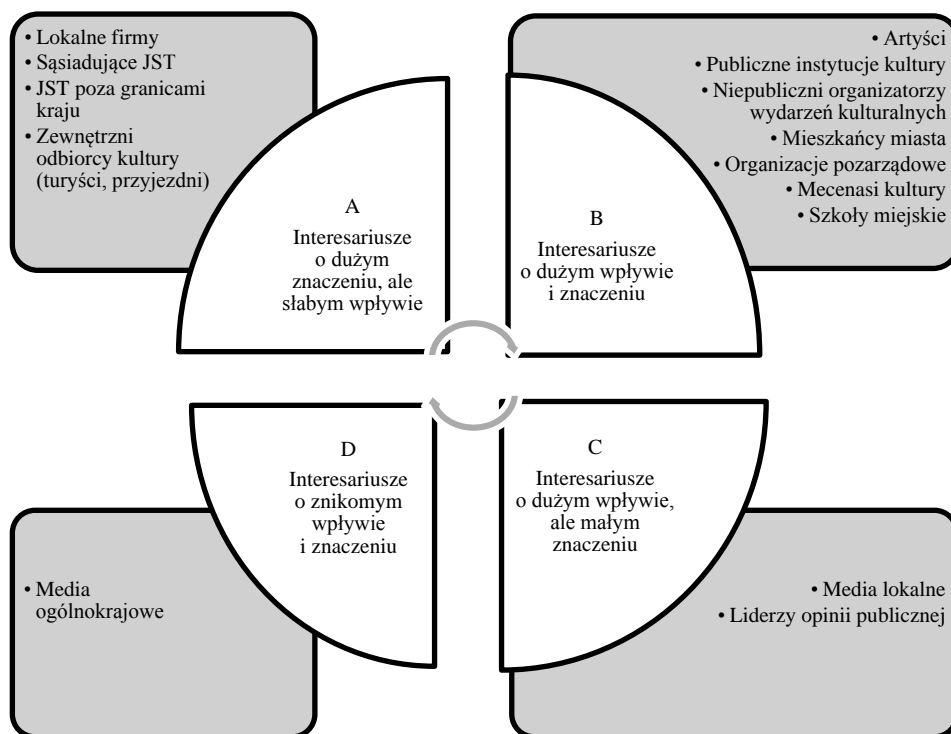 • Lokalne firmy
• Sąsiadujące JST
• JST poza granicami
kraju
• Zewnętrzni
odbiorcy kultury
(turyści, przyjezdni)
• Artyści
• Publiczne instytucje kultury
• Niepubliczni organizatorzy
wydarzeń kulturalnych
• Mieszkańcy miasta
• Organizacje pozarządowe
• Mecenasi kultury
• Szkoły miejskie
A
Interesariusze
o dużym
znaczeniu, ale
słabym wpływie
B
Interesariusze
o dużym wpływie
i znaczeniu
D
Interesariusze
o znikomym
wpływie
i znaczeniu
C
Interesariusze
o dużym wpływie,
ale małym
znaczeniu
• Media
ogólnokrajowe
• Media lokalne
• Liderzy opinii publicznej